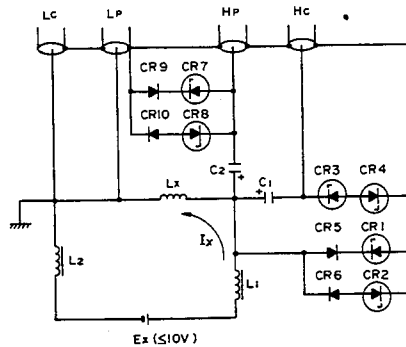 LC LP HP HC
CR9 CR7
CR10 CR8
C2 +
LX + C1 CR3 CR4
IX CR5 CR1
L2 L1 CR6 CR2
EX (≤10V)